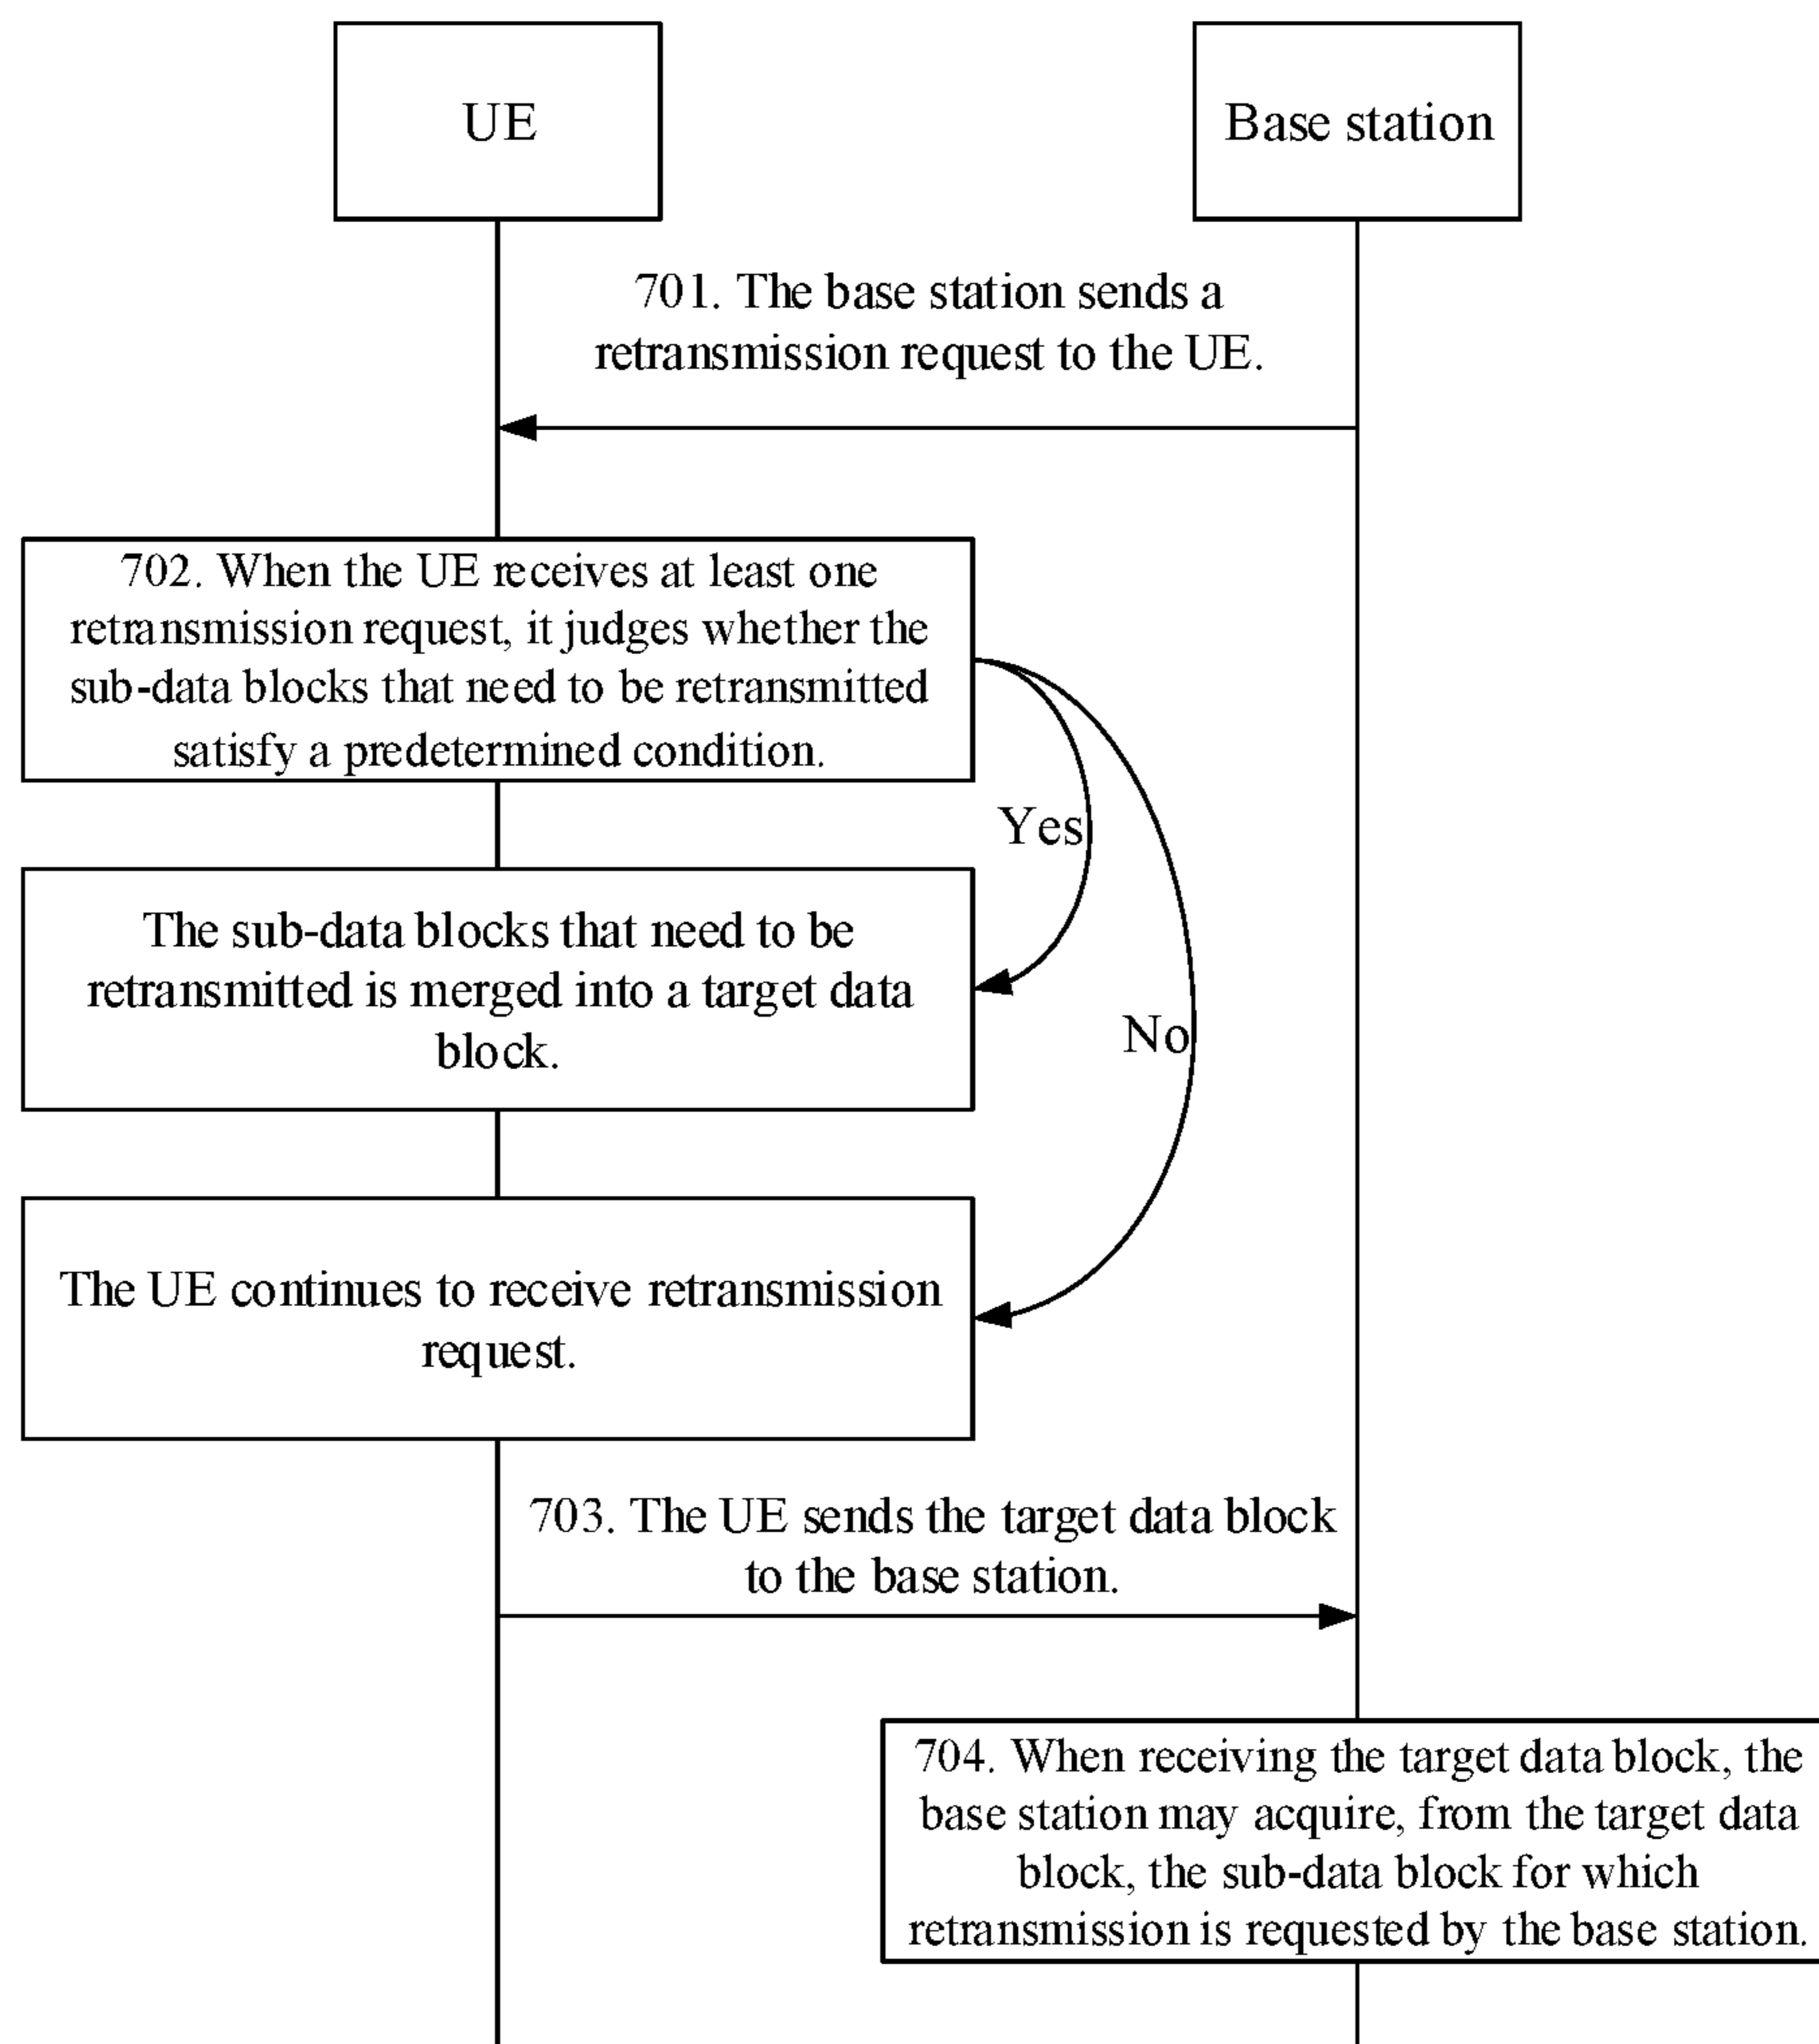 UE
Base station
701. The base station sends a
retransmission request to the UE.
702. When the UE receives at least one
retransmission request, it judges whether the
sub-data blocks that need to be retransmitted
satisfy a predetermined condition.
Yes
The sub-data blocks that need to be
retransmitted is merged into a target data
block.
No
The UE continues to receive retransmission
request.
703. The UE sends the target data block
to the base station.
704. When receiving the target data block, the
base station may acquire, from the target data
block, the sub-data block for which
retransmission is requested by the base station.